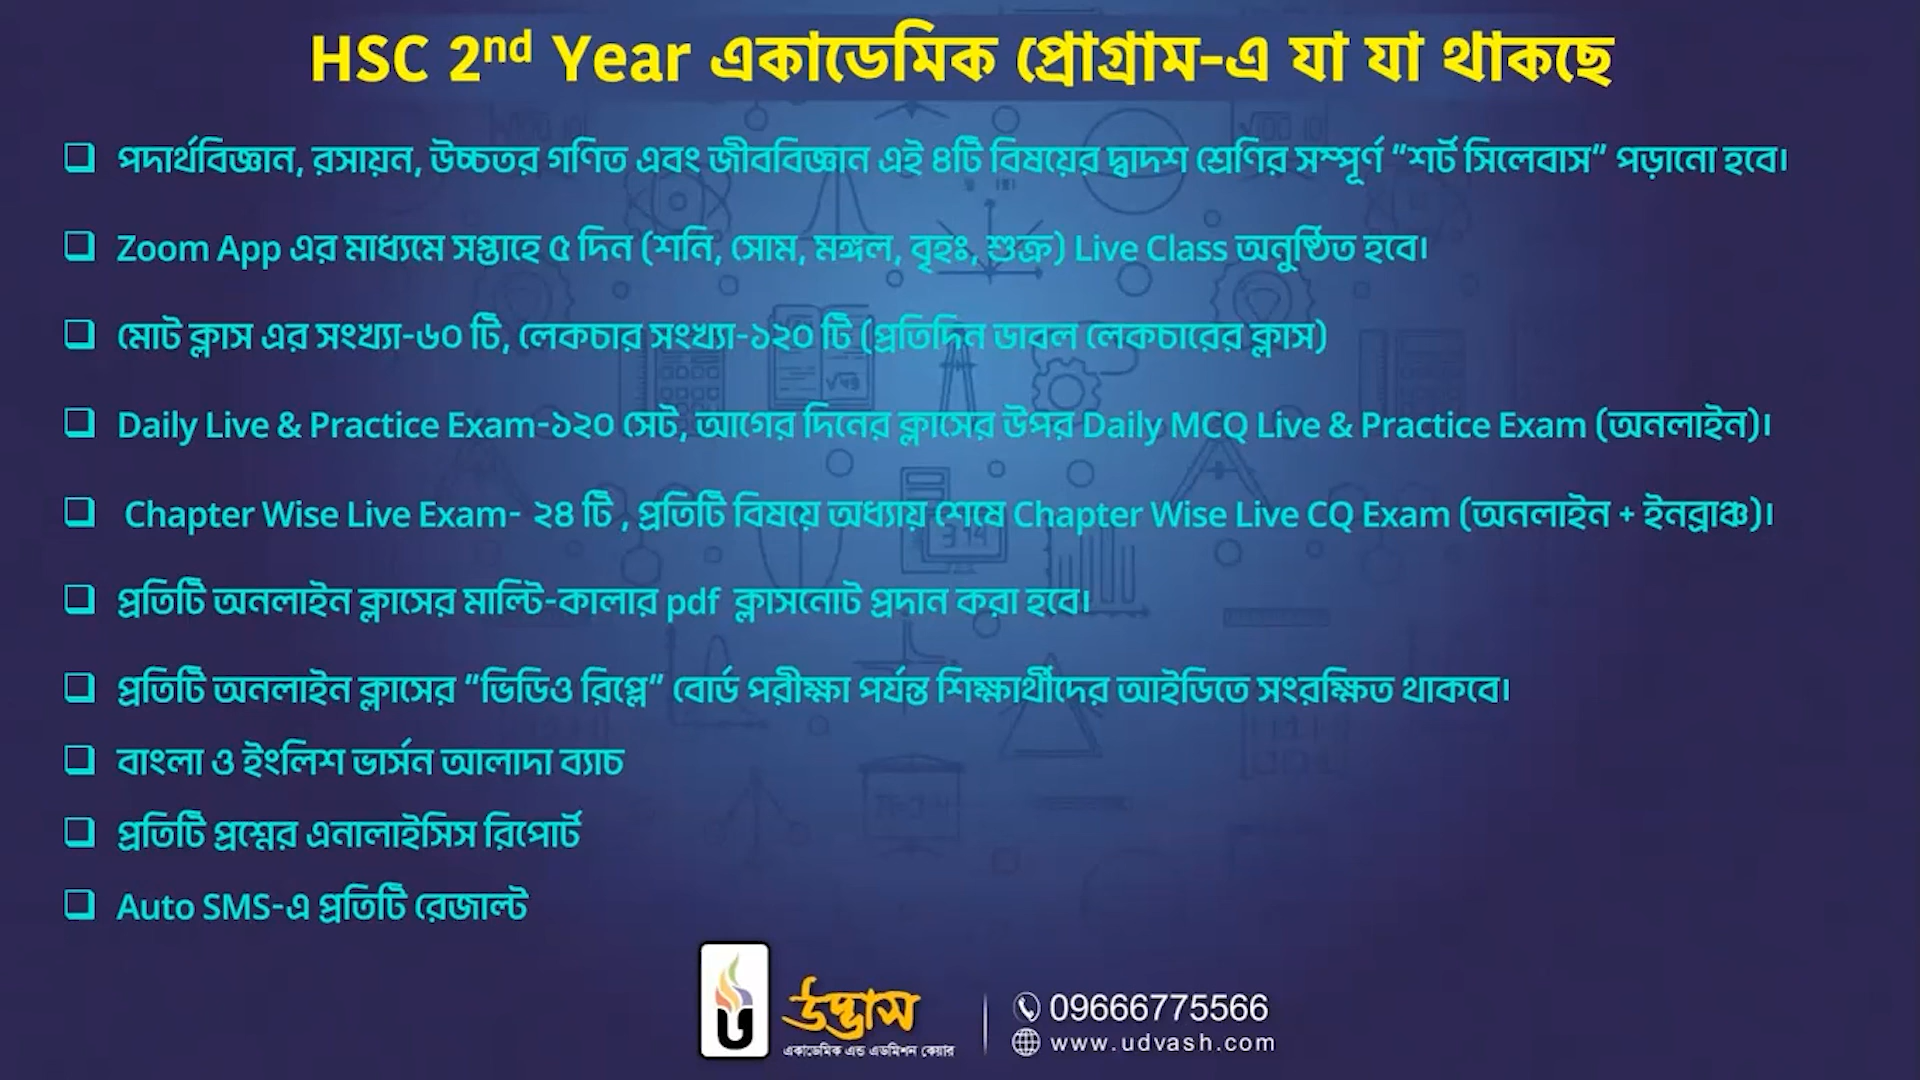 HSC 2nd Year একাডেমিক প্রোগ্রাম-এ যা যা থাকছে
পদার্থবিজ্ঞান, রসায়ন, উচ্চতর গণিত এবং জীববিজ্ঞান এই ৪টি বিষয়ের দ্বাদশ শ্রেণির সম্পূর্ণ “শর্ট সিলেবাস” পড়ানো হবে।
Zoom App এর মাধ্যমে সপ্তাহে ৫ দিন (শনি, সোম, মঙ্গল, বৃহঃ, শুক্র) Live Class অনুষ্ঠিত হবে।
মোট ক্লাস এর সংখ্যা-৬০ টি, লেকচার সংখ্যা-১২০ টি (প্রতিদিন ডাবল লেকচারের ক্লাস)
Daily Live & Practice Exam-১২০ সেট, আগের দিনের ক্লাসের উপর Daily MCQ Live & Practice Exam (অনলাইন)।
Chapter Wise Live Exam- ২৪ টি , প্রতিটি বিষয়ে অধ্যায় শেষে Chapter Wise Live CQ Exam (অনলাইন + ইনব্রাঞ্চ)।
প্রতিটি অনলাইন ক্লাসের মাল্টি-কালার pdf ক্লাসনোট প্রদান করা হবে।
প্রতিটি অনলাইন ক্লাসের “ভিডিও রিপ্লে” বোর্ড পরীক্ষা পর্যন্ত শিক্ষার্থীদের আইডিতে সংরক্ষিত থাকবে।
বাংলা ও ইংলিশ ভার্সন আলাদা ব্যাচ
প্রতিটি প্রশ্নের এনালাইসিস রিপোর্ট
Auto SMS-এ প্রতিটি রেজাল্ট
উদ্ভাস
একাডেমিক এন্ড এডমিশন কেয়ার
09666775566
www.udvash.com